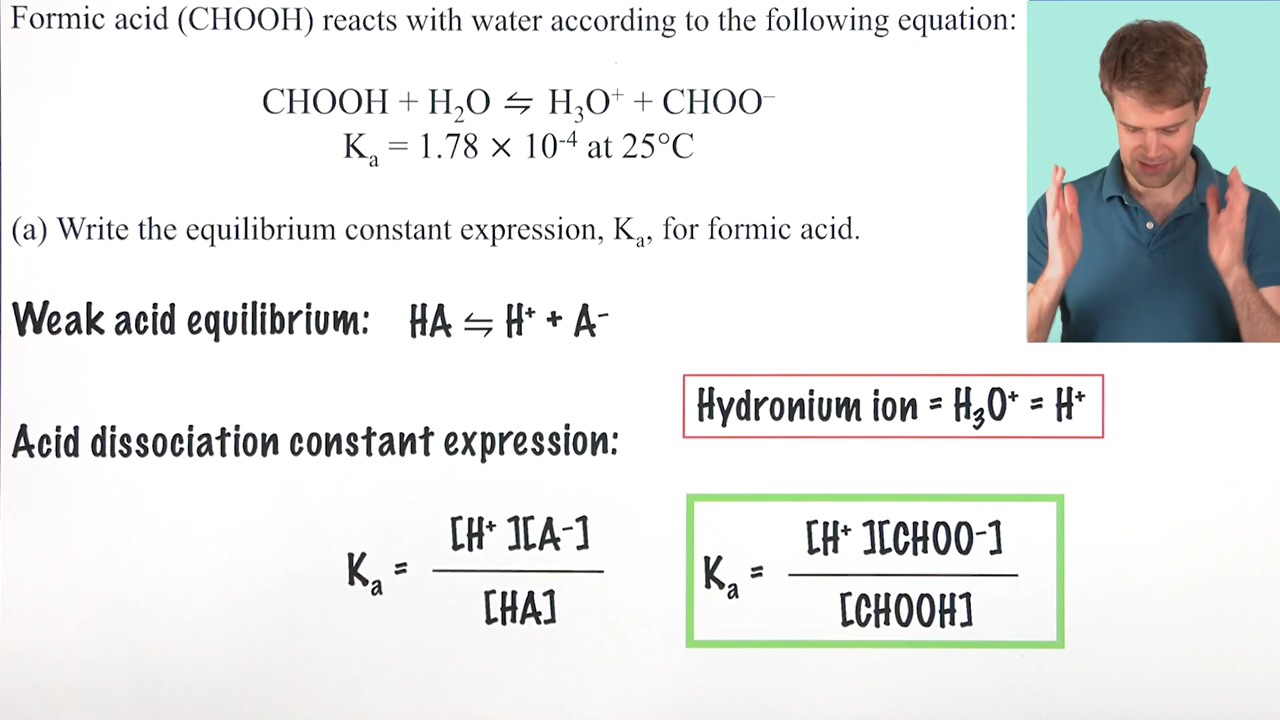 Formic acid (CHOOH) reacts with water according to the following equation:
CHOOH + H₂O ⇋ H₃O⁺ + CHOO⁻
Kₐ = 1.78 × 10⁻⁴ at 25°C
(a) Write the equilibrium constant expression, Kₐ, for formic acid.
Weak acid equilibrium: HA ⇋ H⁺ + A⁻
Hydronium ion = H₃O⁺ = H⁺
Acid dissociation constant expression:
Kₐ = [H⁺][A⁻] / [HA]
Kₐ = [H⁺][CHOO⁻] / [CHOOH]